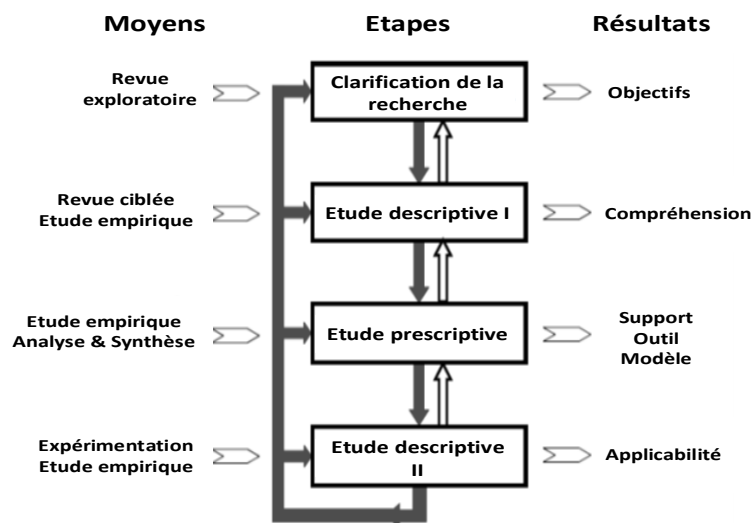 Moyens
Etapes
Résultats
Revue
exploratoire
Clarification de la
recherche
Objectifs
Revue ciblée
Etude empirique
Etude descriptive I
Compréhension
Etude empirique
Analyse & Synthèse
Etude prescriptive
Support
Outil
Modèle
Expérimentation
Etude empirique
Etude descriptive
II
Applicabilité